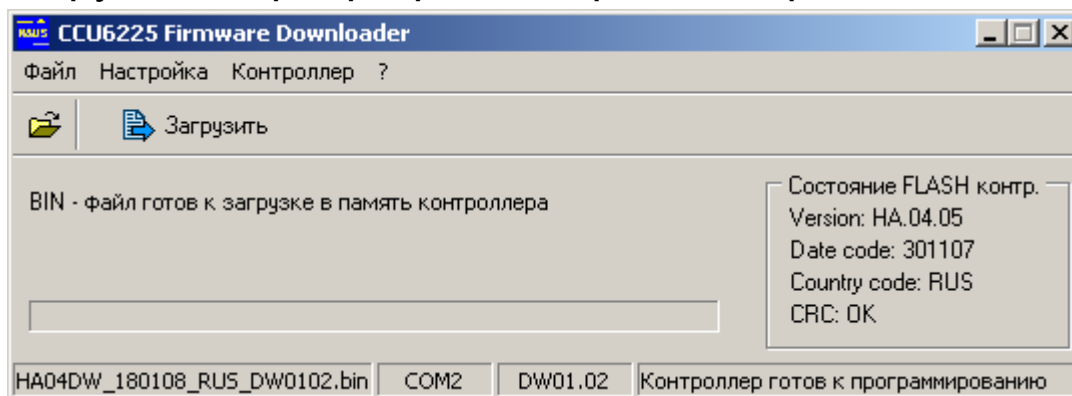 CCU6225 Firmware Downloader
Файл Настройка Контроллер ?
Загрузить
BIN - файл готов к загрузке в память контроллера
Состояние FLASH контр.
Version: HA.04.05
Date code: 301107
Country code: RUS
CRC: OK
HA04DW_180108_RUS_DW0102.bin COM2 DW01.02 Контроллер готов к программированию